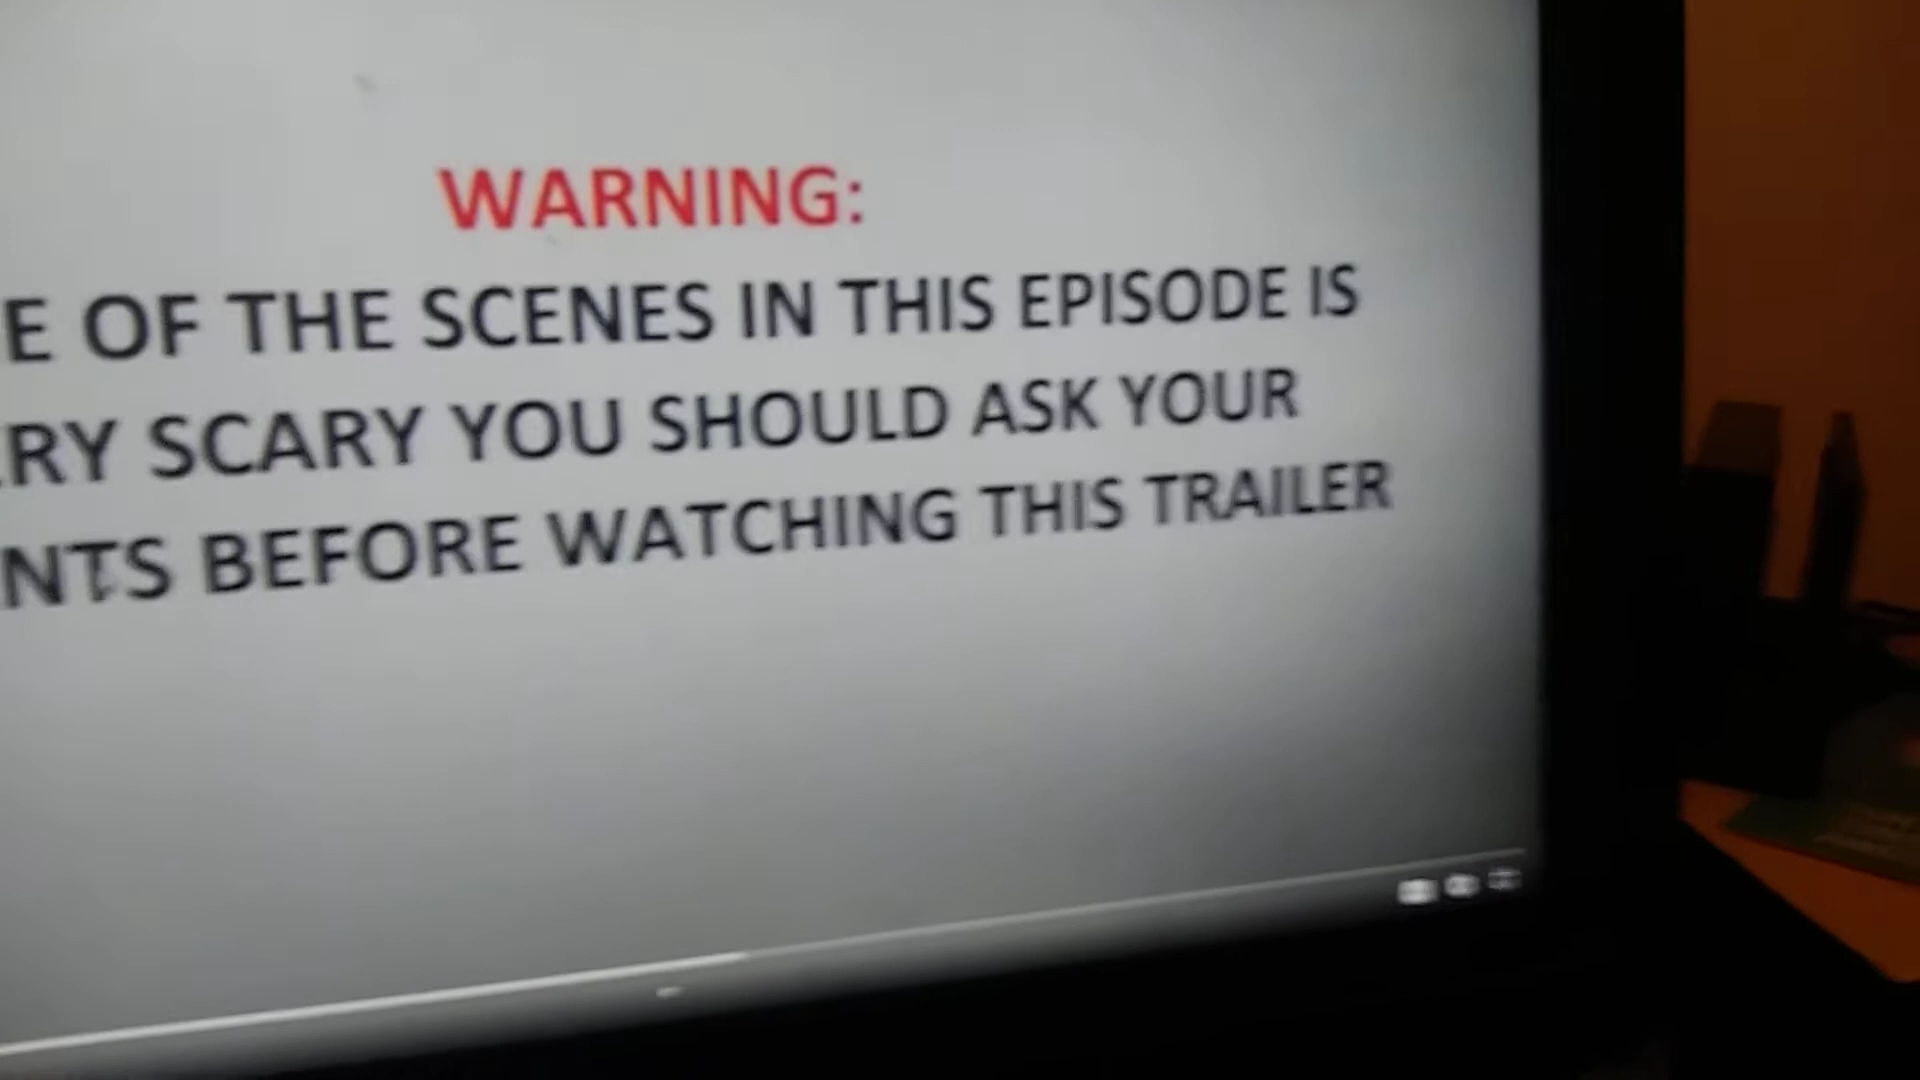 WARNING:
E OF THE SCENES IN THIS EPISODE IS
RY SCARY YOU SHOULD ASK YOUR
NTS BEFORE WATCHING THIS TRAILER